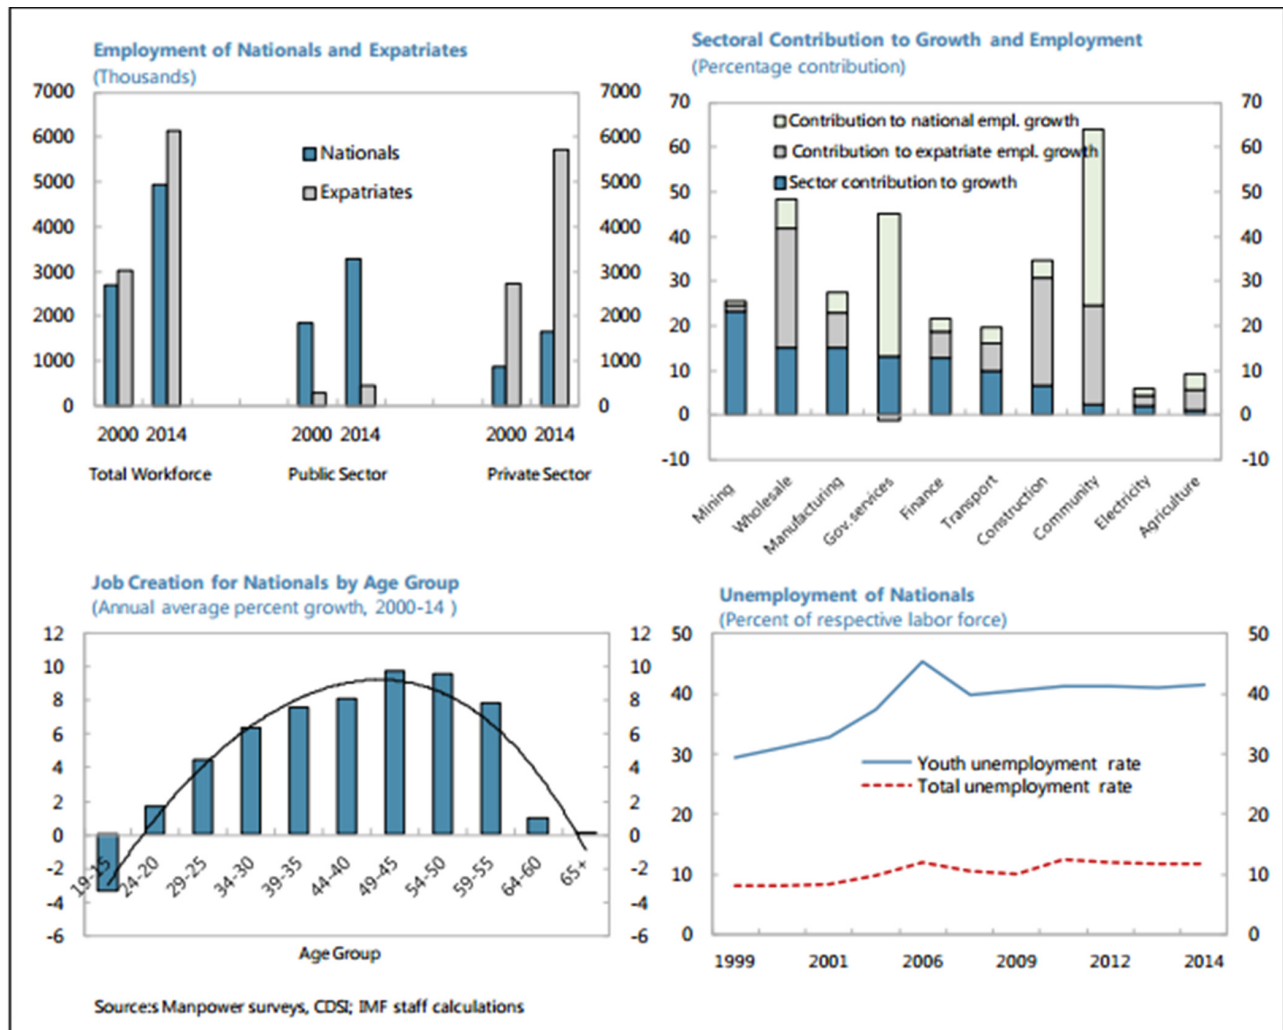 Employment of Nationals and Expatriates
(Thousands)
7000 7000
6000 6000
5000 5000
4000 4000
3000 3000
2000 2000
1000 1000
0 0
Nationals
Expatriates
2000 2014 2000 2014 2000 2014
Total Workforce Public Sector Private Sector
Sectoral Contribution to Growth and Employment
(Percentage contribution)
70 70
60 60
50 50
40 40
30 30
20 20
10 10
0 0
-10 -10
Contribution to national empl. growth
Contribution to expatriate empl. growth
Sector contribution to growth
Mining
Wholesale
Manufacturing
Gov.services
Finance
Transport
Construction
Community
Electricity
Agriculture
Job Creation for Nationals by Age Group
(Annual average percent growth, 2000-14 )
12 12
10 10
8 8
6 6
4 4
2 2
0 0
-2 -2
-4 -4
-6 -6
19-15
24-20
29-25
34-30
39-35
44-40
49-45
54-50
59-55
64-60
65+
Age Group
Unemployment of Nationals
(Percent of respective labor force)
50 50
40 40
30 30
20 20
10 10
0 0
Youth unemployment rate
Total unemployment rate
1999 2001 2006 2009 2012 2014
Source:s Manpower surveys, CDSI; IMF staff calculations